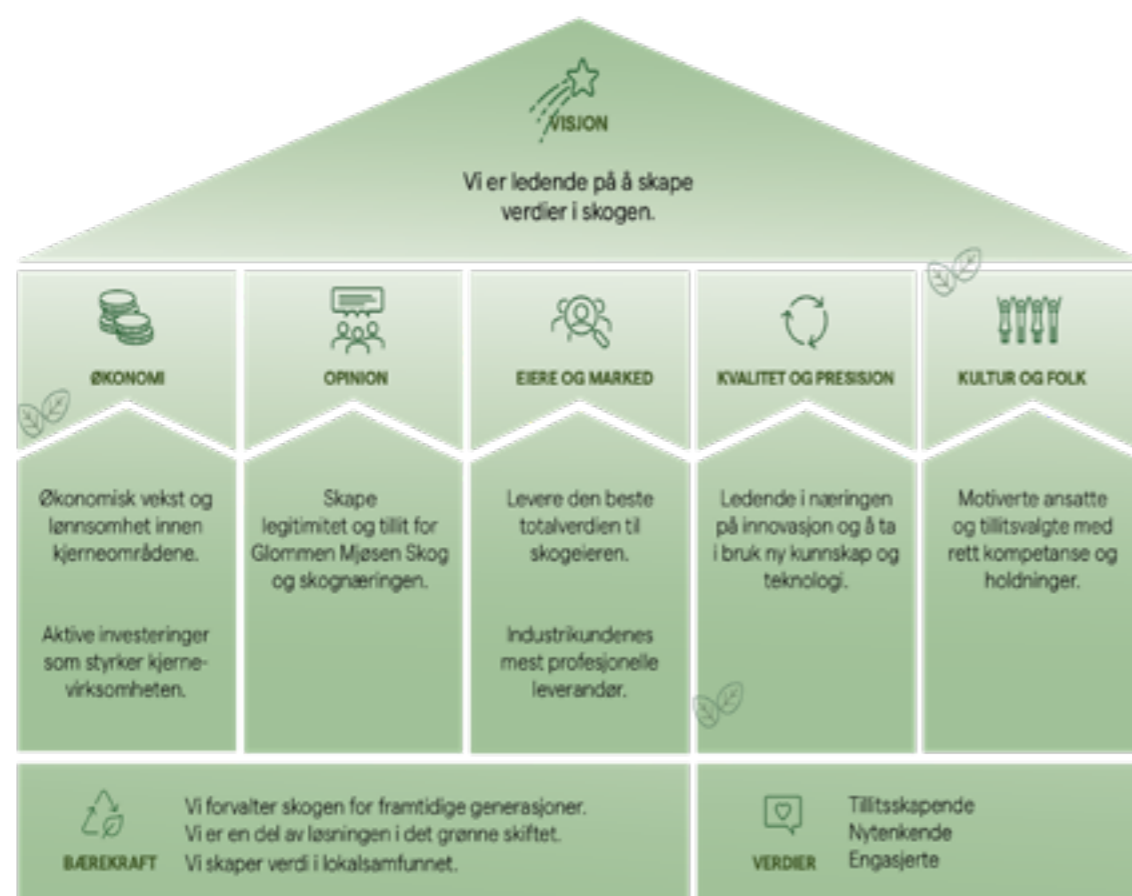 VISJON
Vi er ledende på å skape
verdier i skogen.
ØKONOMI
OPINION
EIERE OG MARKED
KVALITET OG PRESISJON
KULTUR OG FOLK
Økonomisk vekst og
lønnsomhet innen
kjerneområdene.
Aktive investeringer
som styrker kjerne-
virksomheten.
Skape
legitimitet og tillit for
Glommen Mjøsen Skog
og skognæringen.
Levere den beste
totalverdien til
skogeieren.
Industrikundenes
mest profesjonelle
leverandør.
Ledende i næringen
på innovasjon og å ta
i bruk ny kunnskap og
teknologi.
Motiverte ansatte
og tillitsvalgte med
rett kompetanse og
holdninger.
BÆREKRAFT
Vi forvalter skogen for framtidige generasjoner.
Vi er en del av løsningen i det grønne skiftet.
Vi skaper verdi i lokalsamfunnet.
VERDIER
Tillitsskapende
Nytenkende
Engasjerte